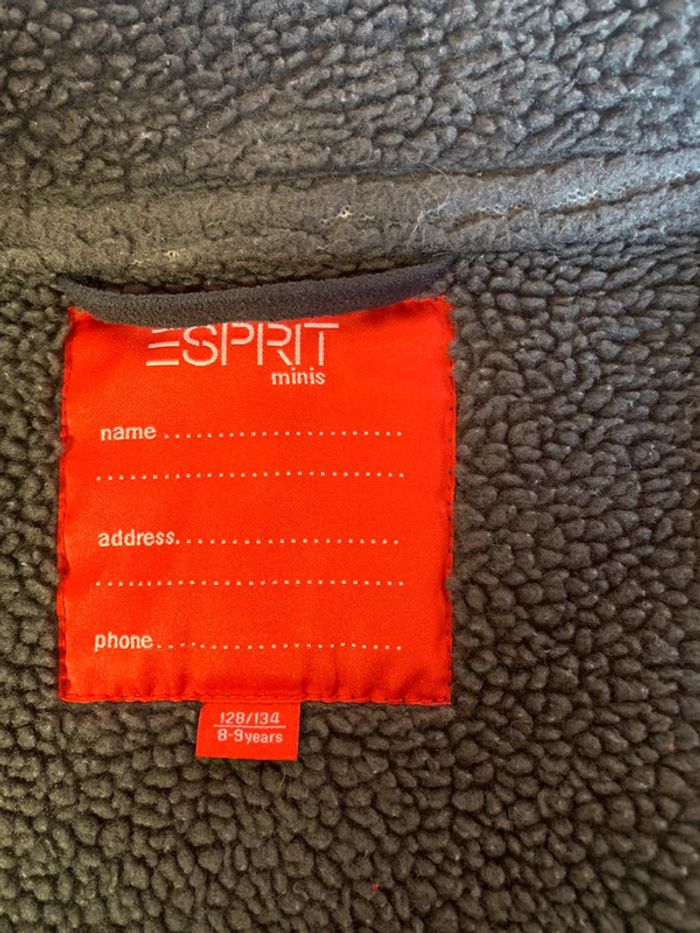 ESPRIT
minis
name ........................
................................
address.....................
................................
phone.........................
128/134
8-9years